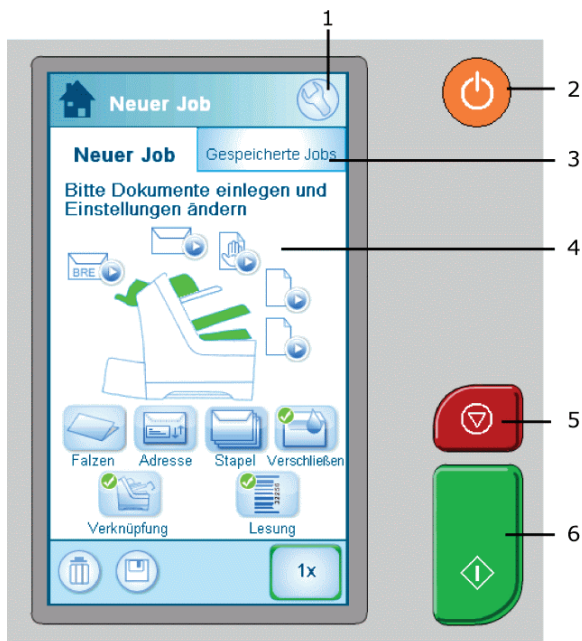 1
Neuer Job
2
Neuer Job
Gespeicherte Jobs
3
Bitte Dokumente einlegen und
Einstellungen ändern
4
BRE
5
Falzen Adresse Stapel Verschließen
Verknüpfung Lesung
6
1x